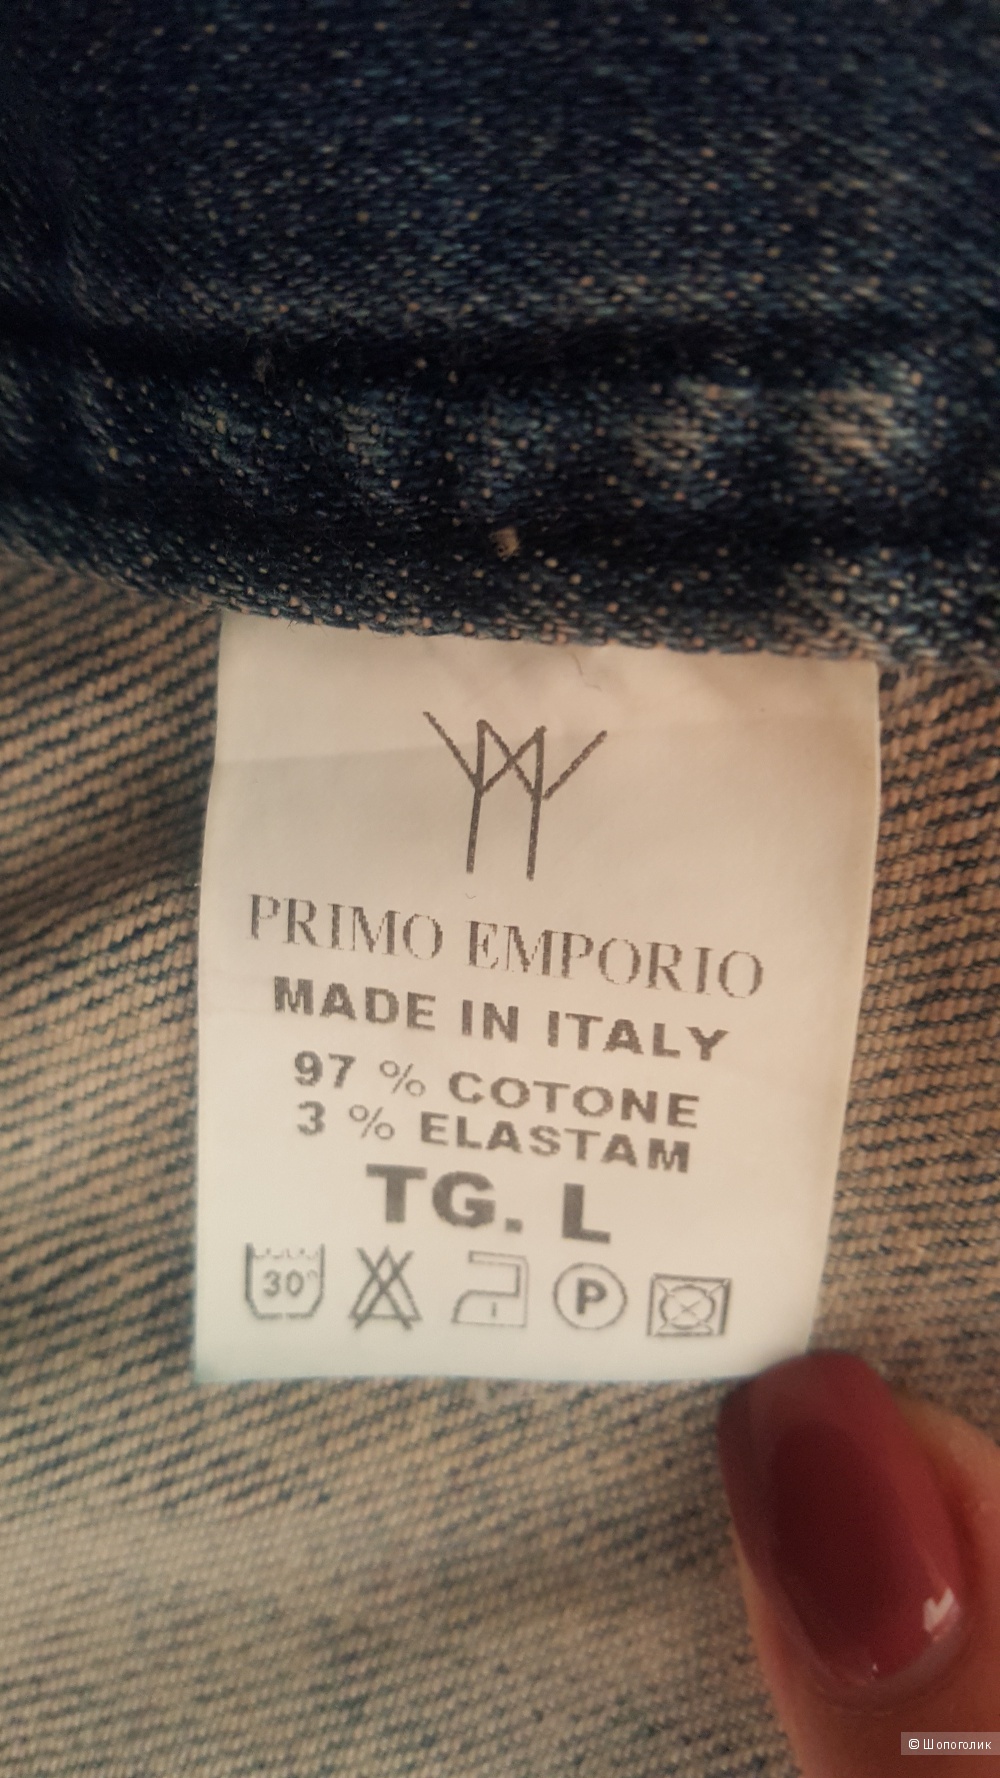 PRIMO EMPORIO
MADE IN ITALY
97 % COTONE
3 % ELASTAM
TG. L
30° P
© Шопоголик